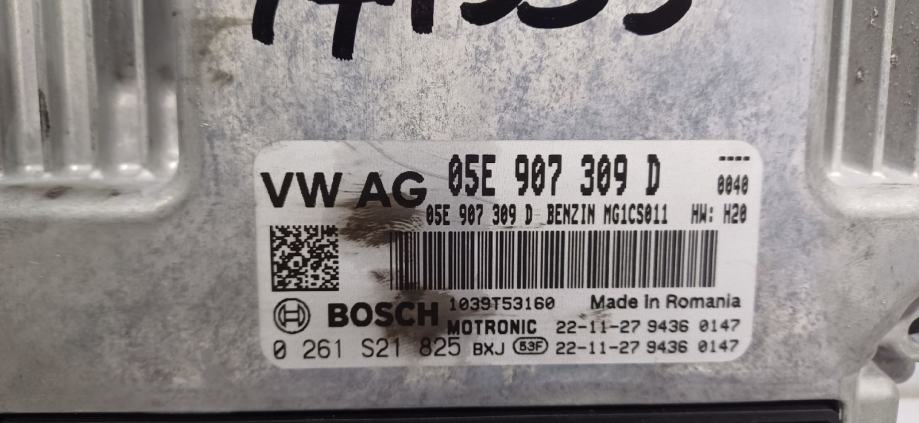 VW AG 05E 907 309 D
----
0040
05E 907 309 D BENZIN MG1CS011 HW: H20
BOSCH 1039T53160 Made In Romania
MOTRONIC 22-11-27 9436 0147
0 261 S21 825 BXJ 53F 22-11-27 9436 0147